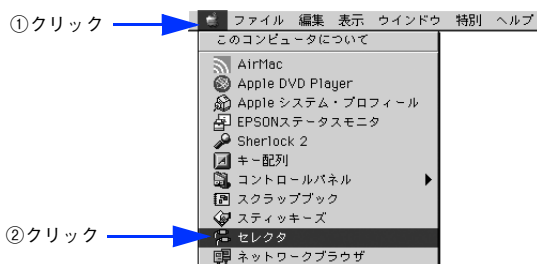 ①クリック
ファイル 編集 表示 ウインドウ 特別 ヘルプ
このコンピュータについて
AirMac
Apple DVD Player
Apple システム・プロフィール
EPSONステータスモニタ
Sherlock 2
キー配列
コントロールパネル
スクラップブック
スティッキーズ
②クリック
セレクタ
ネットワークブラウザ